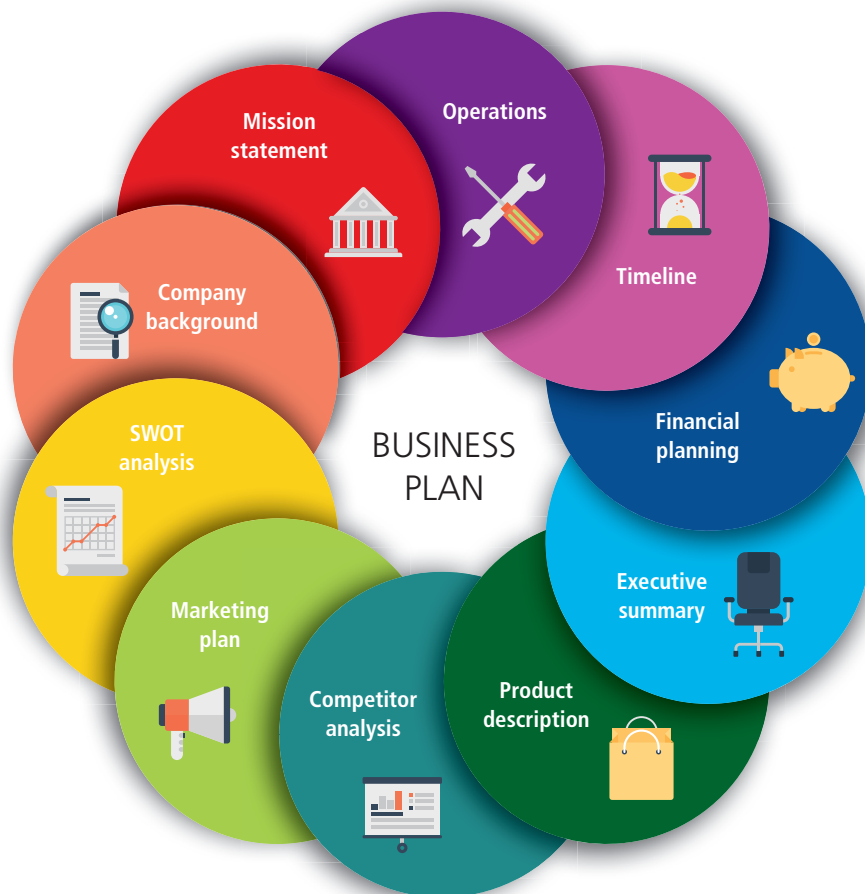 Operations
Mission
statement
Timeline
Company
background
Financial
planning
SWOT
analysis
BUSINESS
PLAN
Executive
summary
Marketing
plan
Product
description
Competitor
analysis